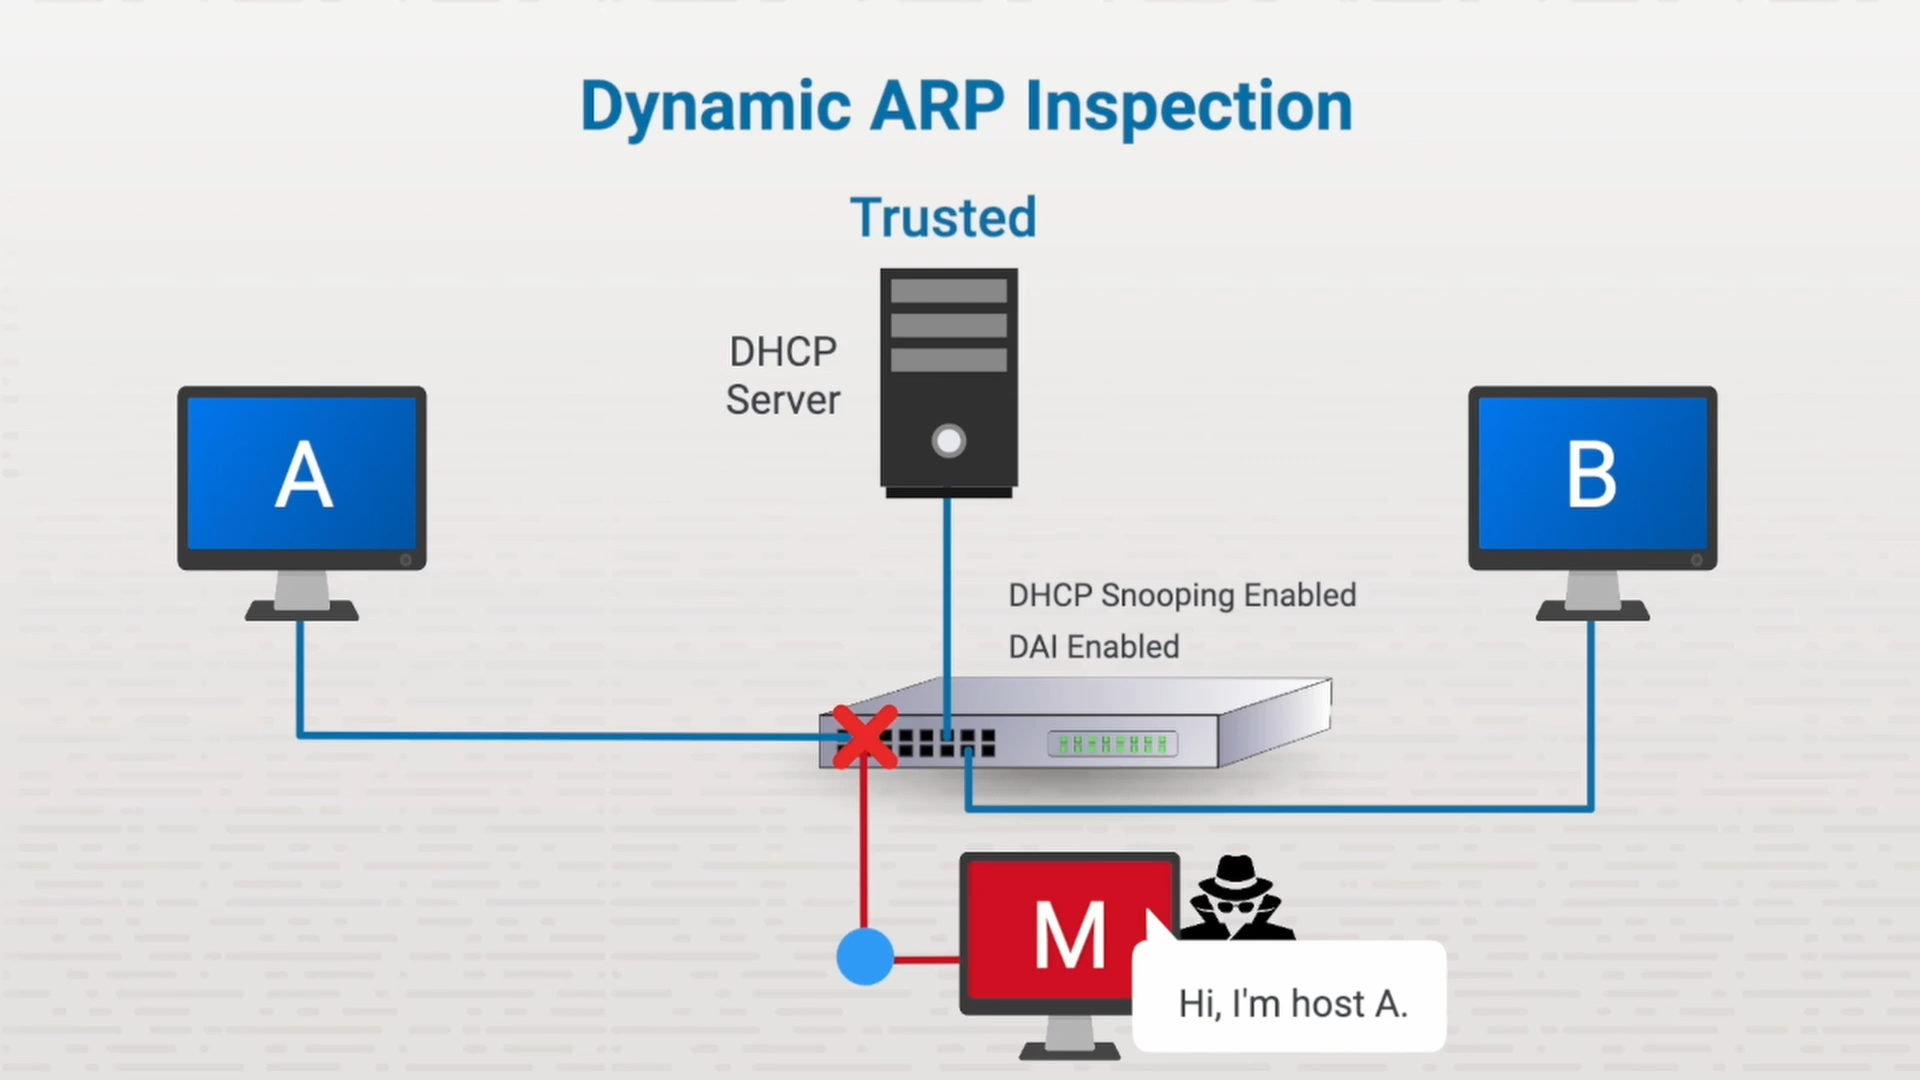 Dynamic ARP Inspection
Trusted
DHCP
Server
A
B
DHCP Snooping Enabled
DAI Enabled
M
Hi, I'm host A.